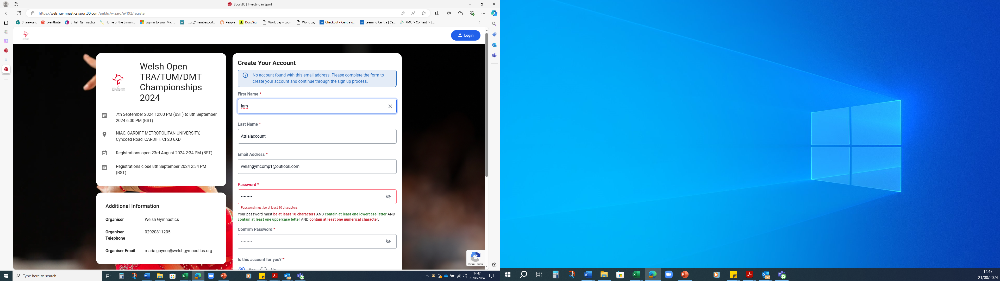 Sport:80 | Investing in Sport
https://welshgymnastics.sport80.com/public/wizard/e/192/register
SharePoint Eventbrite British Gymnastics Home of the Birmin... Sign in to your Micr... https://memberport... People DocuSign Worldpay - Login Worldpay Checkout - Centre o... Learning Centre | Ce... KMC > Content > E...
Login
Welsh Open
TRA/TUM/DMT
Championships
2024
7th September 2024 12:00 PM (BST) to 8th September
2024 6:00 PM (BST)
NIAC, CARDIFF METROPOLITAN UNIVERSITY,
Cyncoed Road, CARDIFF, CF23 6XD
Registrations open 23rd August 2024 2:34 PM (BST)
Registrations close 8th September 2024 2:34 PM
(BST)
Additional Information
Organiser Welsh Gymnastics
Organiser
Telephone 02920811205
Organiser Email maria.gaynor@welshgymnastics.org
Create Your Account
No account found with this email address. Please complete the form to
create your account and continue through the sign up process.
First Name *
Iam
Last Name *
Atrialaccount
Email Address *
welshgymcomp1@outlook.com
Password *
••••••••
Password must be at least 10 characters
Your password must be at least 10 characters AND contain at least one lowercase letter AND
contain at least one uppercase letter AND contain at least one numerical character.
Confirm Password *
••••••••
Is this account for you? *
Yes No
Privacy - Terms
Type here to search
14:47
21/08/2024
14:47
21/08/2024